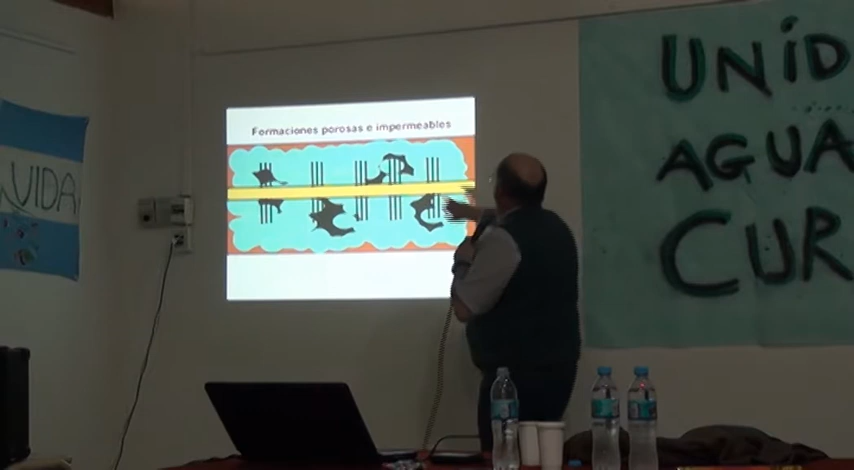 Formaciones porosas e impermeables
UNID
AGUA
CUR
VIDA